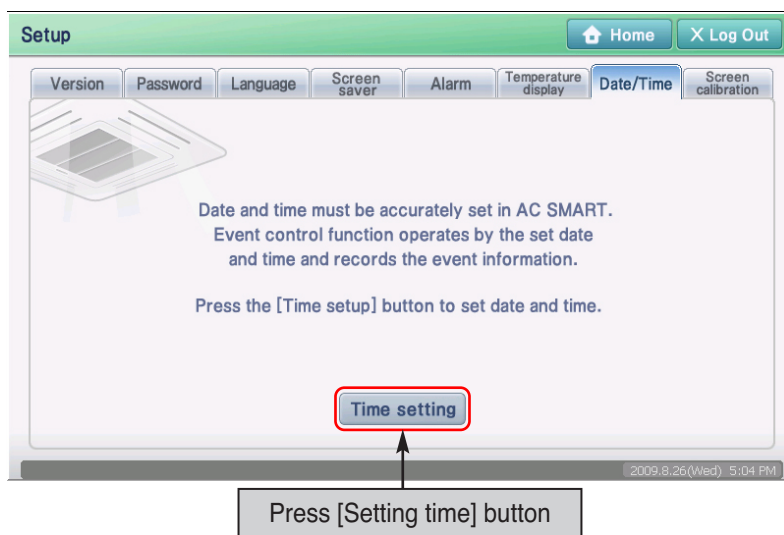 Setup
Home
X Log Out
Version
Password
Language
Screen
saver
Alarm
Temperature
display
Date/Time
Screen
calibration
Date and time must be accurately set in AC SMART.
Event control function operates by the set date
and time and records the event information.
Press the [Time setup] button to set date and time.
Time setting
2009.8.26(Wed) 5:04 PM
Press [Setting time] button